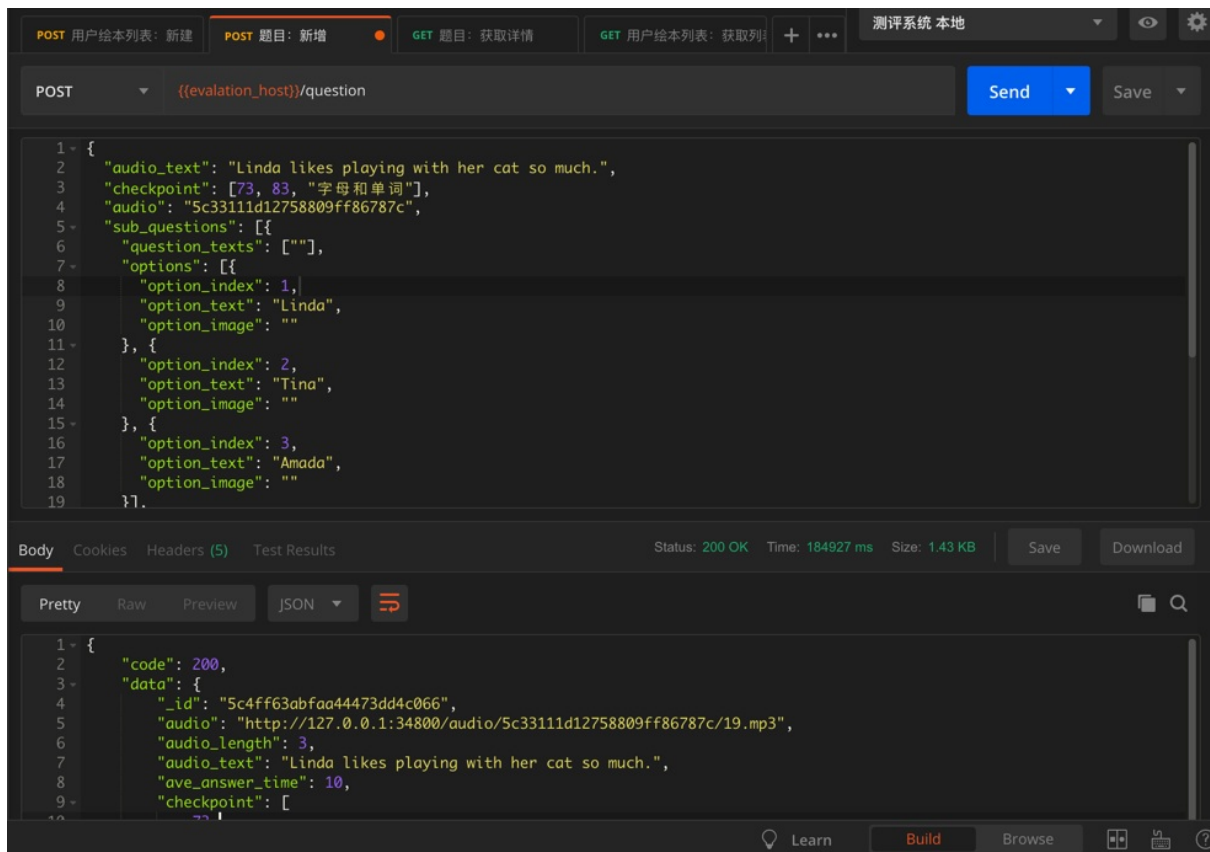 POST 用户绘本列表：新建 POST 题目：新增 GET 题目：获取详情 GET 用户绘本列表：获取列 + ••• 测评系统 本地
POST {{evalation_host}}/question Send Save
1 {
2 "audio_text": "Linda likes playing with her cat so much.",
3 "checkpoint": [73, 83, "字母和单词"],
4 "audio": "5c33111d12758809ff86787c",
5 "sub_questions": [{
6 "question_texts": [""],
7 "options": [{
8 "option_index": 1,
9 "option_text": "Linda",
10 "option_image": ""
11 }, {
12 "option_index": 2,
13 "option_text": "Tina",
14 "option_image": ""
15 }, {
16 "option_index": 3,
17 "option_text": "Amada",
18 "option_image": ""
19 }],
Body Cookies Headers (5) Test Results Status: 200 OK Time: 184927 ms Size: 1.43 KB Save Download
Pretty Raw Preview JSON
1 {
2 "code": 200,
3 "data": {
4 "_id": "5c4ff63abfaa44473dd4c066",
5 "audio": "http://127.0.0.1:34800/audio/5c33111d12758809ff86787c/19.mp3",
6 "audio_length": 3,
7 "audio_text": "Linda likes playing with her cat so much.",
8 "ave_answer_time": 10,
9 "checkpoint": [
10 73,
Learn Build Browse